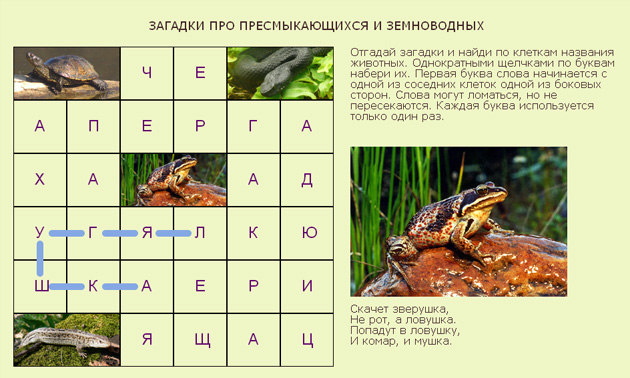 ЗАГАДКИ ПРО ПРЕСМЫКАЮЩИХСЯ И ЗЕМНОВОДНЫХ
Ч Е
А П Е Р Г А
Х А А Д
У Г Я Л К Ю
Ш К А Е Р И
Я Щ А Ц
Отгадай загадки и найди по клеткам названия
животных. Однократными щелчками по буквам
набери их. Первая буква слова начинается с
одной из соседних клеток одной из боковых
сторон. Слова могут ломаться, но не
пересекаются. Каждая буква используется
только один раз.
Скачет зверушка,
Не рот, а ловушка.
Попадут в ловушку,
И комар, и мушка.